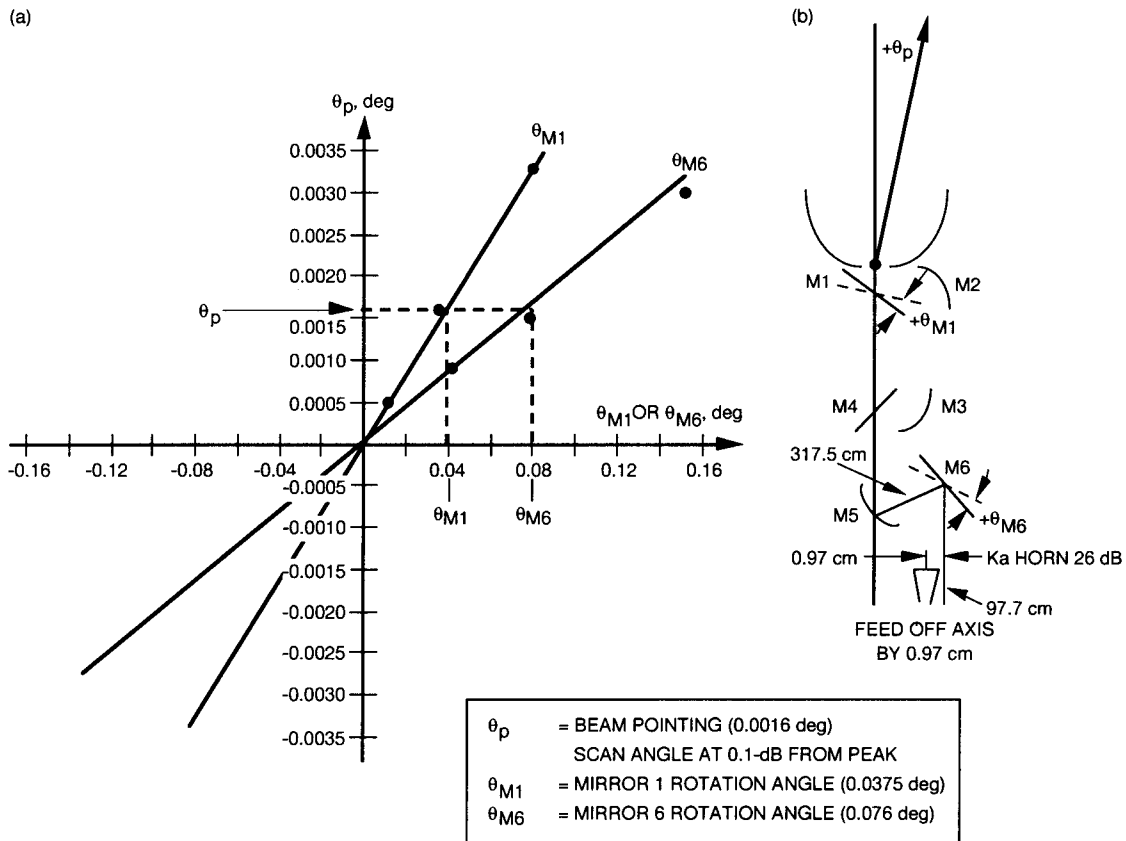 (a)
θp, deg
0.0035
0.0030
0.0025
0.0020
0.0015
0.0010
0.0005
θM1
θM6
θp
θM1 OR θM6, deg
-0.16
-0.12
-0.08
-0.04
0
0.04
0.08
0.12
0.16
θM1
θM6
-0.0005
-0.0008
-0.0010
-0.0015
-0.0020
-0.0025
-0.0030
-0.0035
(b)
+θp
M1
M2
+θM1
M4
M3
317.5 cm
M6
M5
+θM6
0.97 cm
Ka HORN 26 dB
97.7 cm
FEED OFF AXIS
BY 0.97 cm
θp = BEAM POINTING (0.0016 deg)
SCAN ANGLE AT 0.1-dB FROM PEAK
θM1 = MIRROR 1 ROTATION ANGLE (0.0375 deg)
θM6 = MIRROR 6 ROTATION ANGLE (0.076 deg)